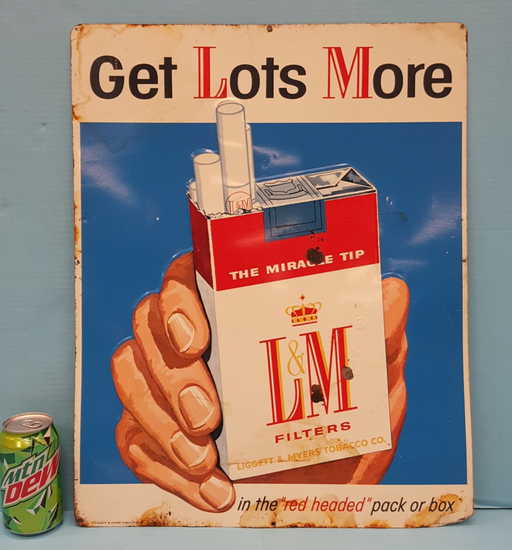 Get Lots More
L&M
THE MIRACLE TIP
L&M
FILTERS
LIGGETT & MYERS TOBACCO CO.
in the "red headed" pack or box
Mtn
DEW